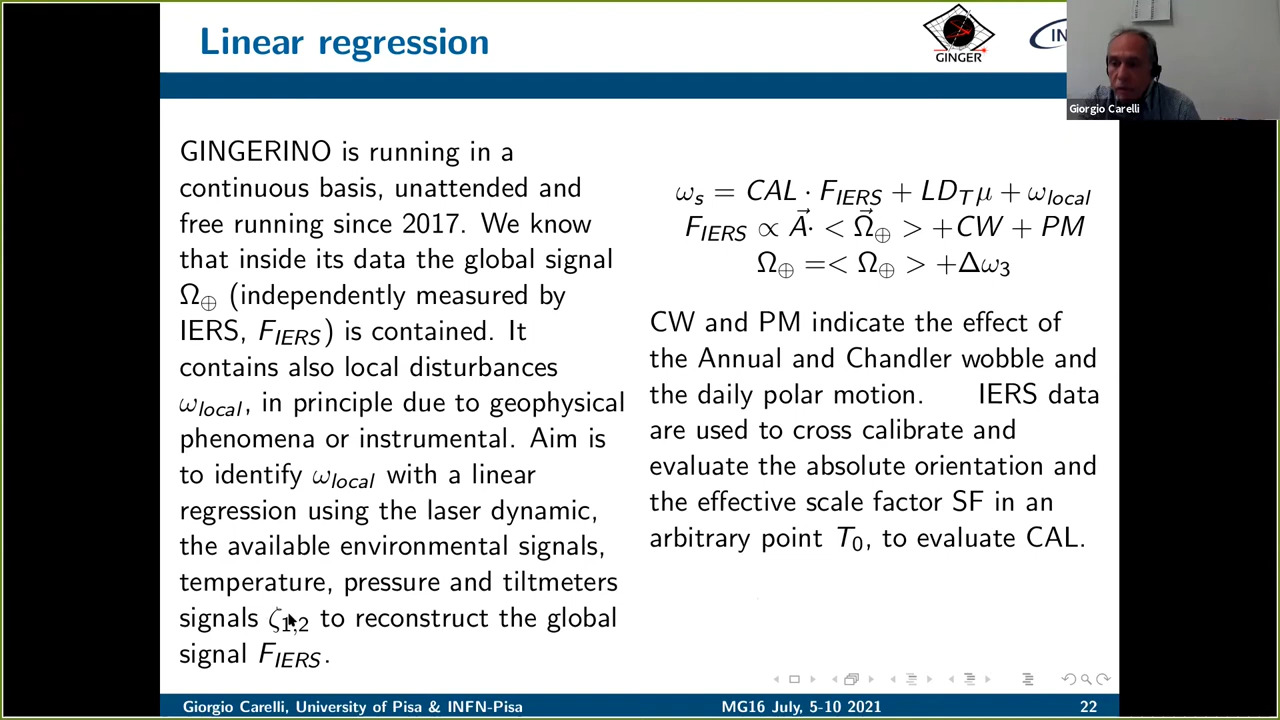 Linear regression
GINGER
IN
Giorgio Carelli
GINGERINO is running in a
continuous basis, unattended and
free running since 2017. We know
that inside its data the global signal
Ω⊕ (independently measured by
IERS, F_IERS) is contained. It
contains also local disturbances
ω_local, in principle due to geophysical
phenomena or instrumental. Aim is
to identify ω_local with a linear
regression using the laser dynamic,
the available environmental signals,
temperature, pressure and tiltmeters
signals ζ_1,2 to reconstruct the global
signal F_IERS.
ω_s = CAL · F_IERS + LD_T μ + ω_local
F_IERS ∝ A⃗· < Ω⃗⊕ > +CW + PM
Ω⊕ =< Ω⊕ > +Δω_3
CW and PM indicate the effect of
the Annual and Chandler wobble and
the daily polar motion. IERS data
are used to cross calibrate and
evaluate the absolute orientation and
the effective scale factor SF in an
arbitrary point T_0, to evaluate CAL.
Giorgio Carelli, University of Pisa & INFN-Pisa
MG16 July, 5-10 2021
22